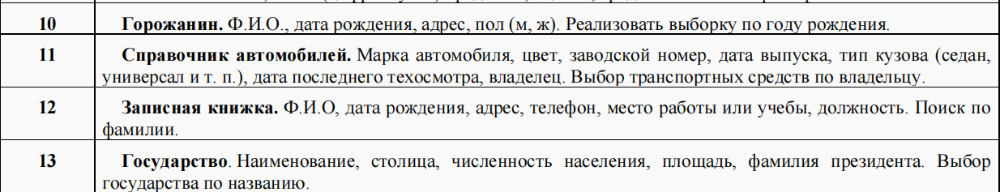 10 Горожанин. Ф.И.О., дата рождения, адрес, пол (м, ж). Реализовать выборку по году рождения.
11 Справочник автомобилей. Марка автомобиля, цвет, заводской номер, дата выпуска, тип кузова (седан,
универсал и т. п.), дата последнего техосмотра, владелец. Выбор транспортных средств по владельцу.
12 Записная книжка. Ф.И.О, дата рождения, адрес, телефон, место работы или учебы, должность. Поиск по
фамилии.
13 Государство. Наименование, столица, численность населения, площадь, фамилия президента. Выбор
государства по названию.